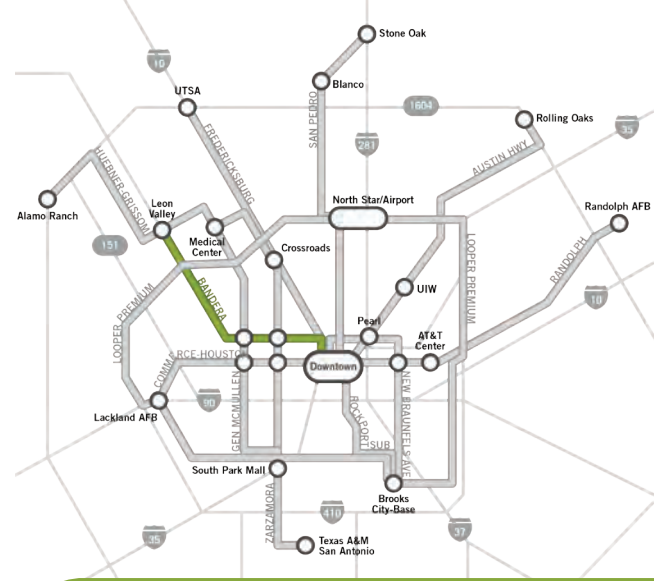 Stone Oak
10
Blanco
UTSA
1604
SAN PEDRO
Rolling Oaks
FREDERICKSBURG
35
281
AUSTIN HWY
HUEBNER-GRISSOM
Leon
Valley
North Star/Airport
Randolph AFB
Alamo Ranch
Medical
Center
151
Crossroads
LOOPER PREMIUM
RANDOLPH
BANDERA
UIW
10
LOOPER PREMIUM
Pearl
AT&T
Center
COMM
RCE-HOUSTON
Downtown
90
GEN MCMULLEN
ROCKPORT
NEW BRAUNFELS AVE
Lackland AFB
SUB
South Park Mall
Brooks
City-Base
ZARZAMORA
410
37
35
Texas A&M
San Antonio